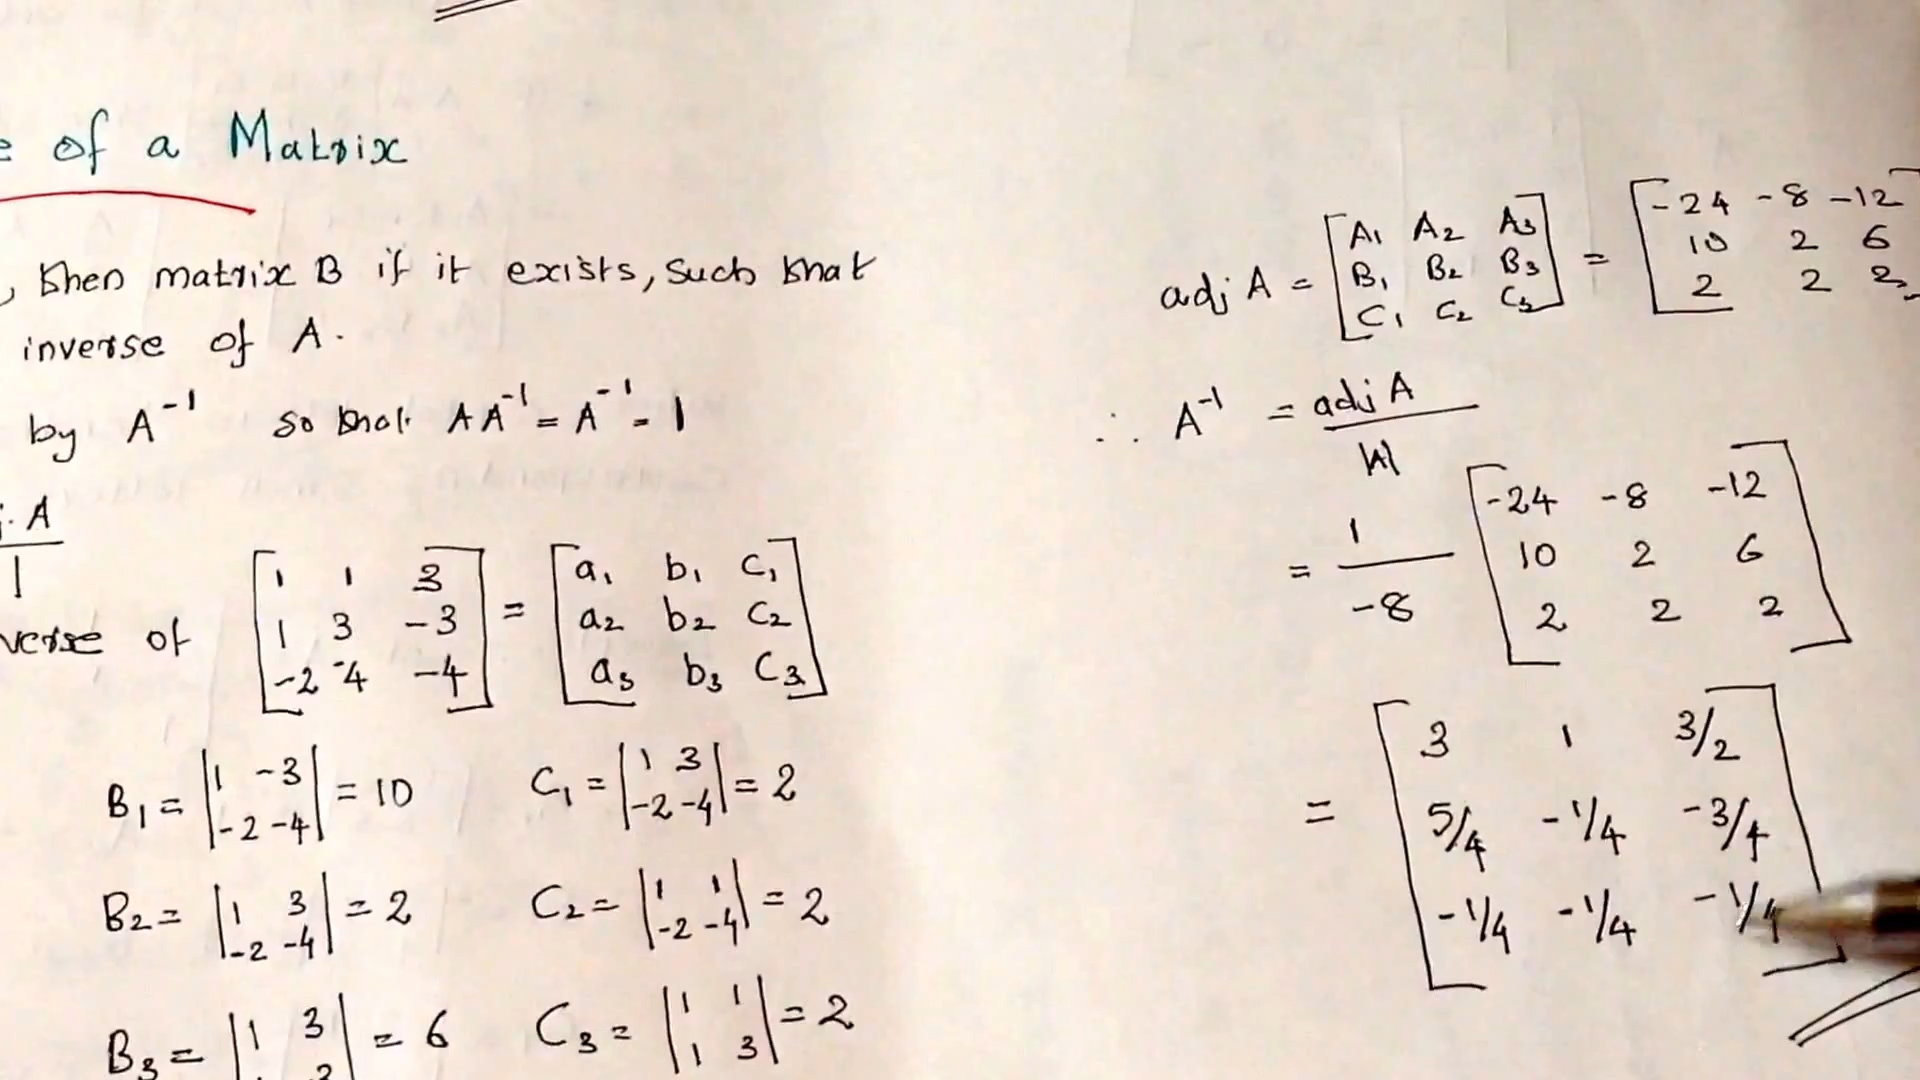 e of a Matrix
, then matrix B if it exists, such that
inverse of A.
by A⁻¹ so that AA⁻¹ = A⁻¹ = 1
j. A
1
verse of [1 1 3 = [a₁ b₁ c₁
1 3 -3 a₂ b₂ c₂
-2 -4 -4] a₃ b₃ c₃]
B₁ = |1 -3 = 10 C₁ = |1 3 = 2
-2 -4| -2 -4|
B₂ = |1 3 = 2 C₂ = |1 1 = 2
-2 -4| -2 -4|
B₃ = |1 3 = 6 C₃ = |1 1 = 2
1 3|
adj A = [A₁ A₂ A₃ = [-24 -8 -12
B₁ B₂ B₃ 10 2 6
C₁ C₂ C₃] 2 2 2]
∴ A⁻¹ = adj A
|A|
= 1 [-24 -8 -12
-8 10 2 6
2 2 2]
= [3 1 3/2
5/4 -1/4 -3/4
-1/4 -1/4 -1/4]